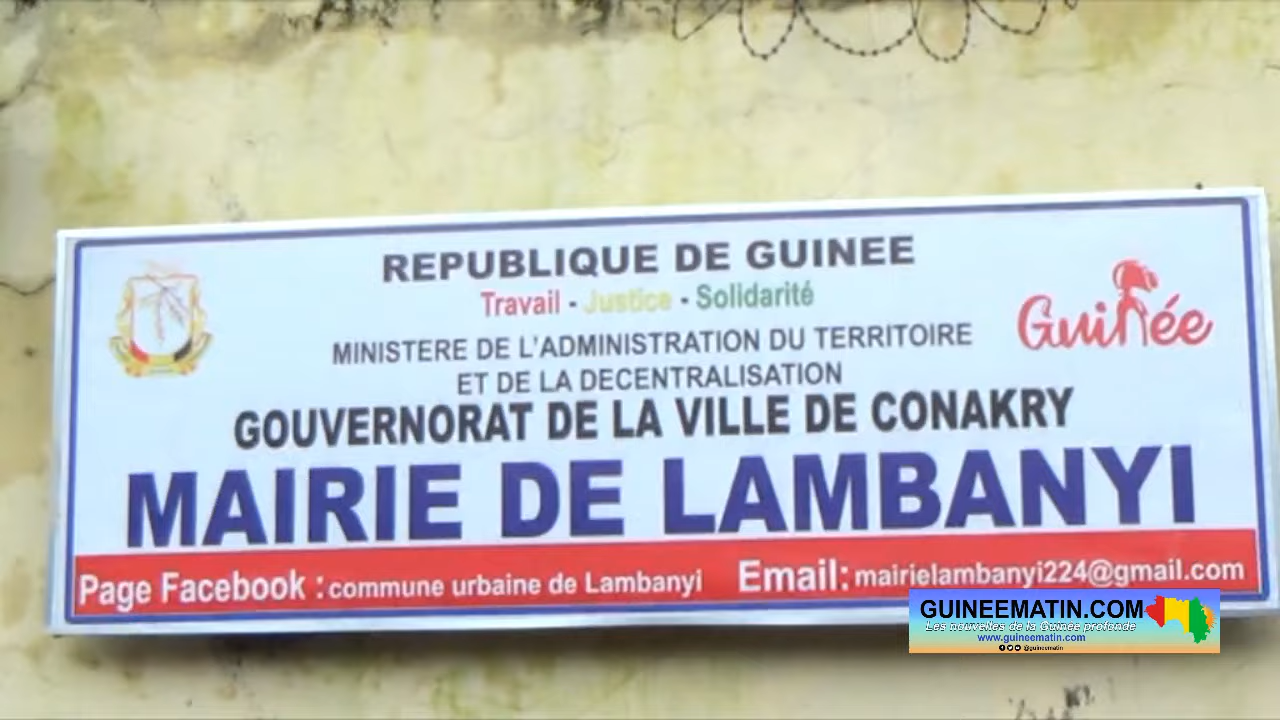 REPUBLIQUE DE GUINEE
Travail - Justice - Solidarité
Guinée
MINISTERE DE L'ADMINISTRATION DU TERRITOIRE
ET DE LA DECENTRALISATION
GOUVERNORAT DE LA VILLE DE CONAKRY
MAIRIE DE LAMBANYI
Page Facebook : commune urbaine de Lambanyi Email: mairielambanyi224@gmail.com
GUINEEMATIN.COM
Les nouvelles de la Guinée profonde
www.guineematin.com
@guineematin